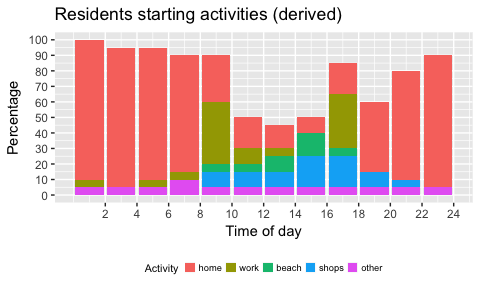 Residents starting activities (derived)
100
90
80
70
60
50
40
30
20
10
0
Percentage
2 4 6 8 10 12 14 16 18 20 22 24
Time of day
Activity home work beach shops other